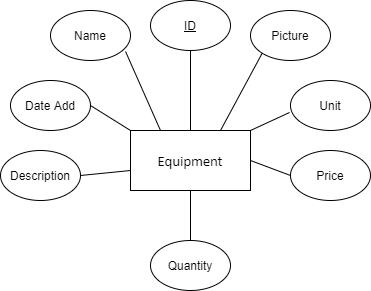 ID
Name
Picture
Date Add
Unit
Equipment
Description
Price
Quantity